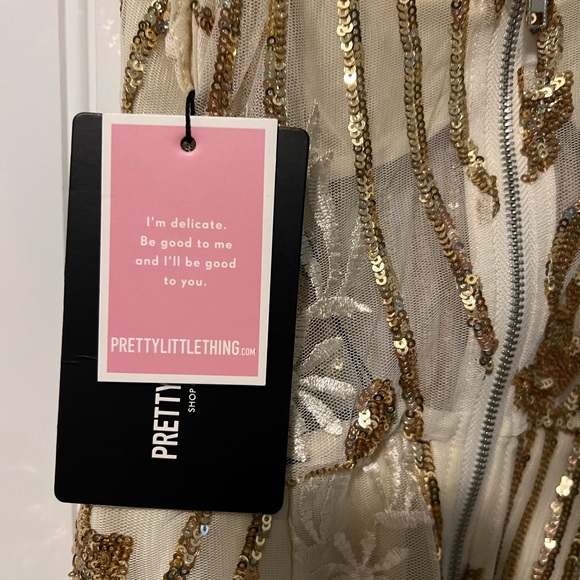 I'm delicate.
Be good to me
and I'll be good
to you.
PRETTYLITTLETHING.COM
PRETTY
SHOP